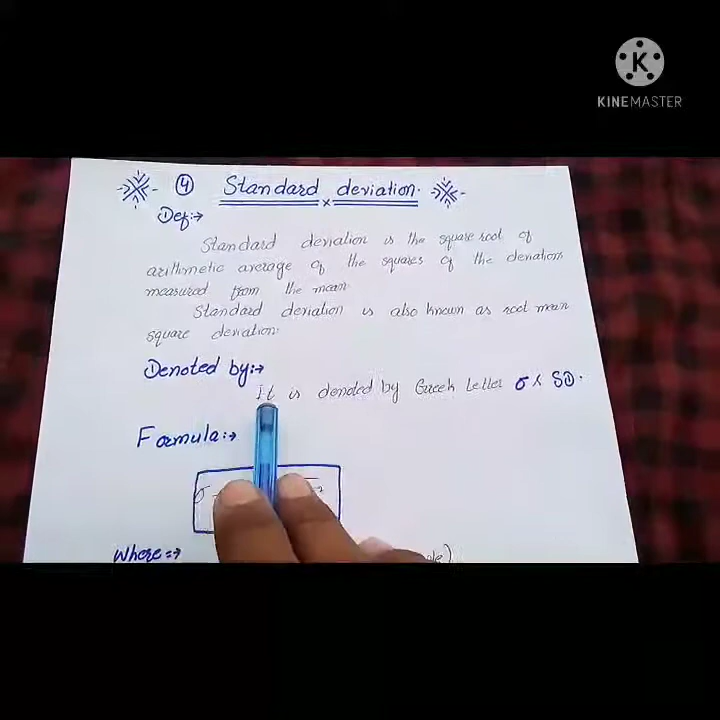 K
KINEMASTER
④ Standard deviation.
Def:→
Standard deviation is the square root of
arithmetic average of the squares of the deviations
measured from the mean.
Standard deviation is also known as root mean
square deviation.
Denoted by:→
It is denoted by Greek Letter σ & SD.
Formula:→
σ
Where:→